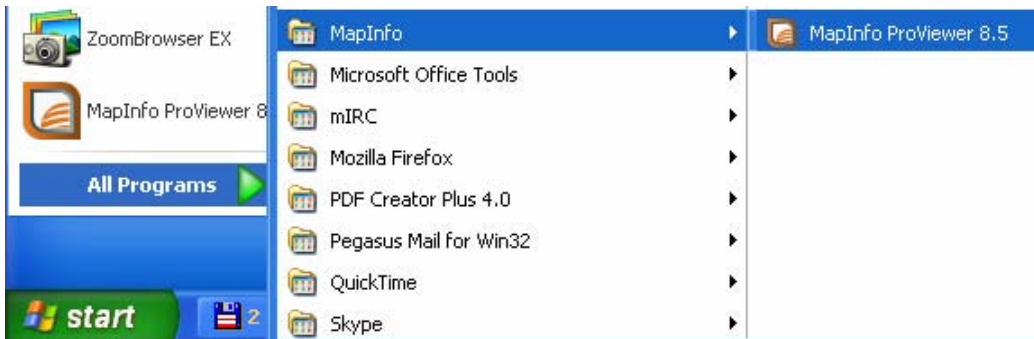 ZoomBrowser EX
MapInfo ProViewer 8
All Programs
start
2
MapInfo
Microsoft Office Tools
mIRC
Mozilla Firefox
PDF Creator Plus 4.0
Pegasus Mail for Win32
QuickTime
Skype
MapInfo ProViewer 8.5